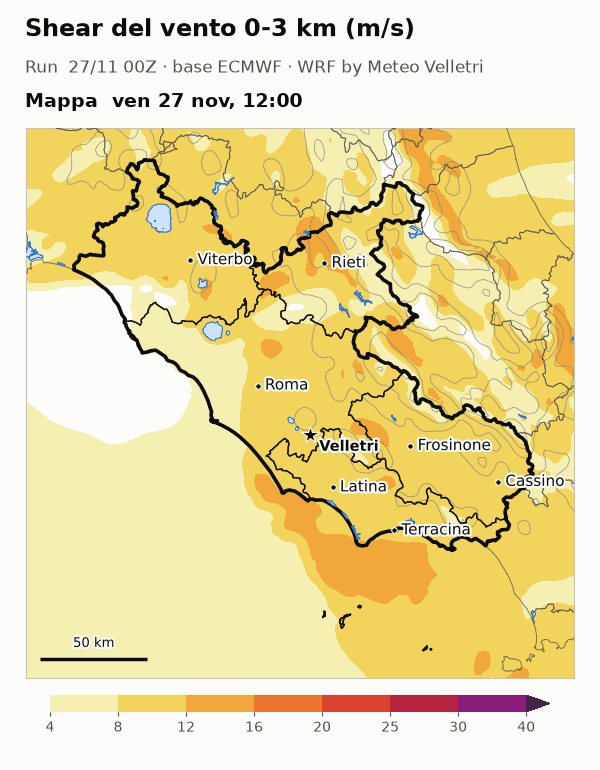 Shear del vento 0-3 km (m/s)
Run 27/11 00Z · base ECMWF · WRF by Meteo Velletri
Mappa ven 27 nov, 12:00
Viterbo
Rieti
Roma
Velletri
Frosinone
Cassino
Latina
Terracina
50 km
4 8 12 16 20 25 30 40